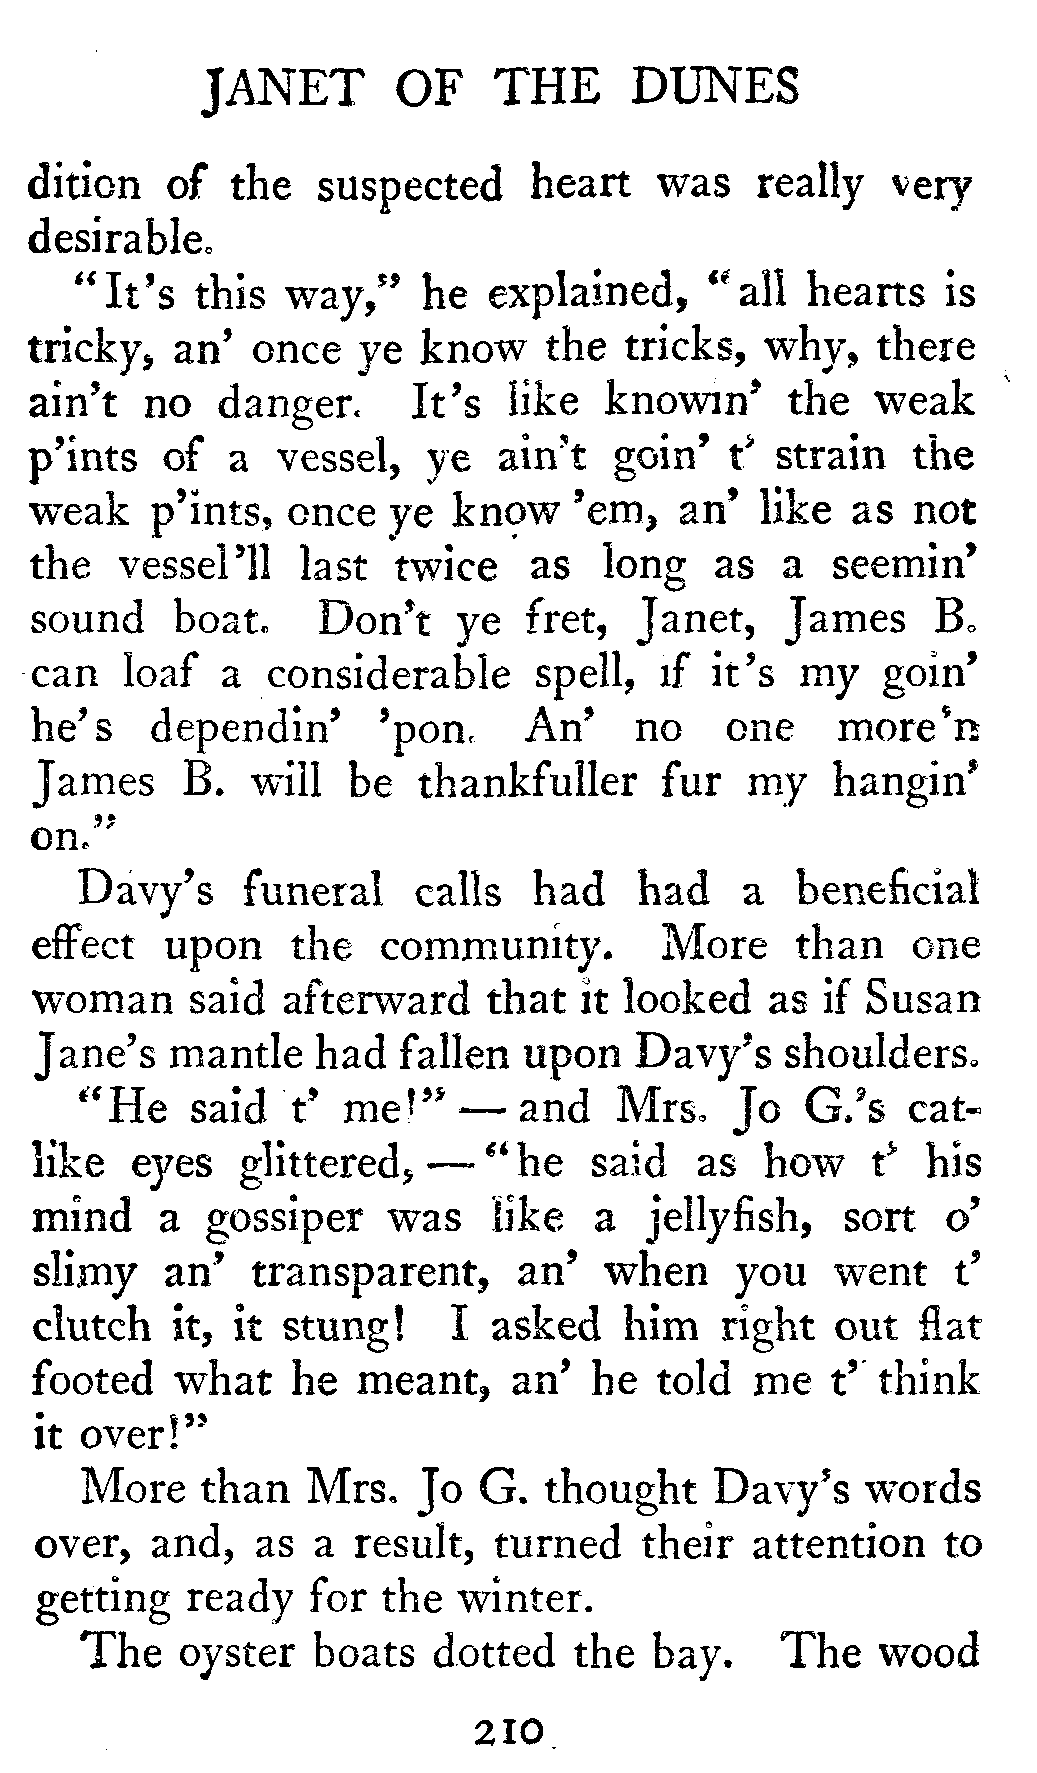 JANET OF THE DUNES
dition of the suspected heart was really very
desirable.
"It's this way," he explained, "all hearts is
tricky, an' once ye know the tricks, why, there
ain't no danger. It's like knowin' the weak
p'ints of a vessel, ye ain't goin' t' strain the
weak p'ints, once ye know 'em, an' like as not
the vessel'll last twice as long as a seemin'
sound boat. Don't ye fret, Janet, James B.
can loaf a considerable spell, if it's my goin'
he's dependin' 'pon. An' no one more'n
James B. will be thankfuller fur my hangin'
on."
Davy's funeral calls had had a beneficial
effect upon the community. More than one
woman said afterward that it looked as if Susan
Jane's mantle had fallen upon Davy's shoulders.
"He said t' me!" — and Mrs. Jo G.'s cat-
like eyes glittered, — "he said as how t' his
mind a gossiper was like a jellyfish, sort o'
slimy an' transparent, an' when you went t'
clutch it, it stung! I asked him right out flat
footed what he meant, an' he told me t' think
it over!"
More than Mrs. Jo G. thought Davy's words
over, and, as a result, turned their attention to
getting ready for the winter.
The oyster boats dotted the bay. The wood
210